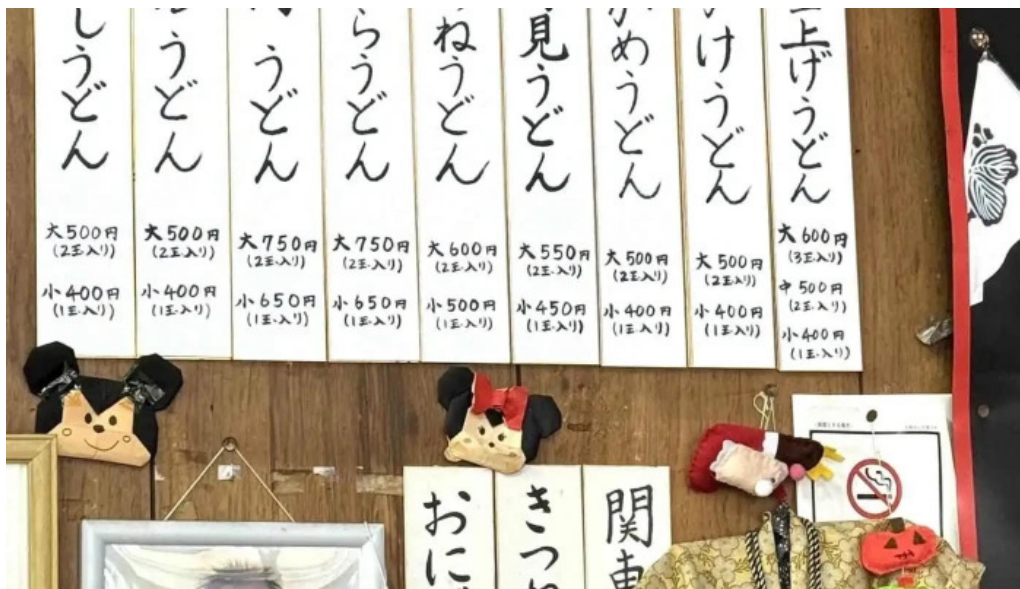 上げうどん
大600円
(3玉入り)
中500円
(2玉入り)
小400円
(1玉入り)
けうどん
大500円
(2玉入り)
小400円
(1玉入り)
めうどん
大500円
(2玉入り)
小400円
(1玉入り)
見うどん
大550円
(2玉入り)
小450円
(1玉入り)
ねうどん
大600円
(2玉入り)
小500円
(1玉入り)
らうどん
大750円
(2玉入り)
小650円
(1玉入り)
うどん
大750円
(2玉入り)
小650円
(1玉入り)
うどん
大500円
(2玉入り)
小400円
(1玉入り)
しうどん
大500円
(2玉入り)
小400円
(1玉入り)
関
きつ
おに